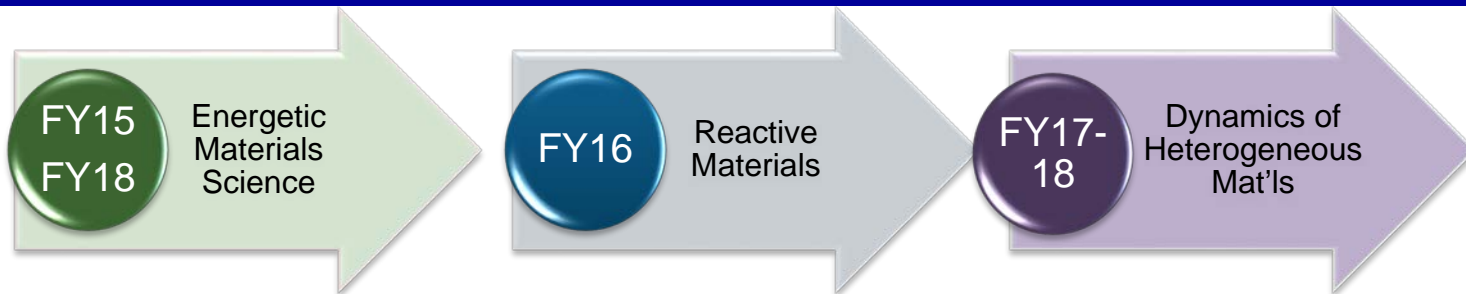 FY15
FY18
Energetic
Materials
Science
FY16
Reactive
Materials
FY17-
18
Dynamics of
Heterogeneous
Mat’ls